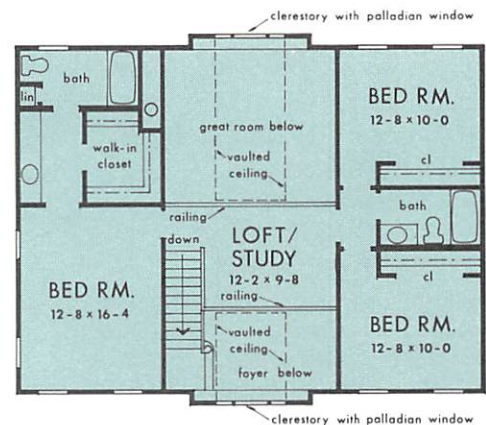 clerestory with palladian window
bath
lin
walk-in
closet
great room below
vaulted
ceiling
BED RM.
12-8 × 10-0
cl
bath
railing
down
LOFT/
STUDY
12-2 × 9-8
railing
BED RM.
12-8 × 16-4
cl
BED RM.
12-8 × 10-0
vaulted
ceiling
foyer below
clerestory with palladian window